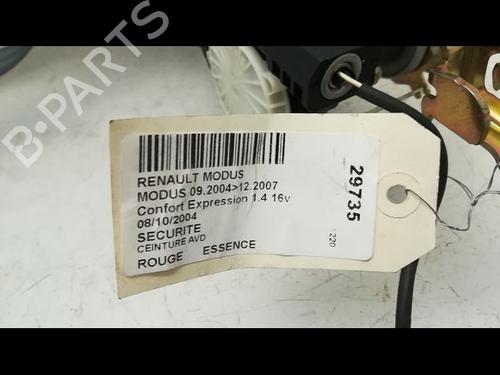 B-PARTS
RENAULT MODUS
MODUS 09.2004>12.2007
Confort Expression 1.4 16v
08/10/2004
SECURITE
CEINTURE AVD
ROUGE ESSENCE
29735
1220